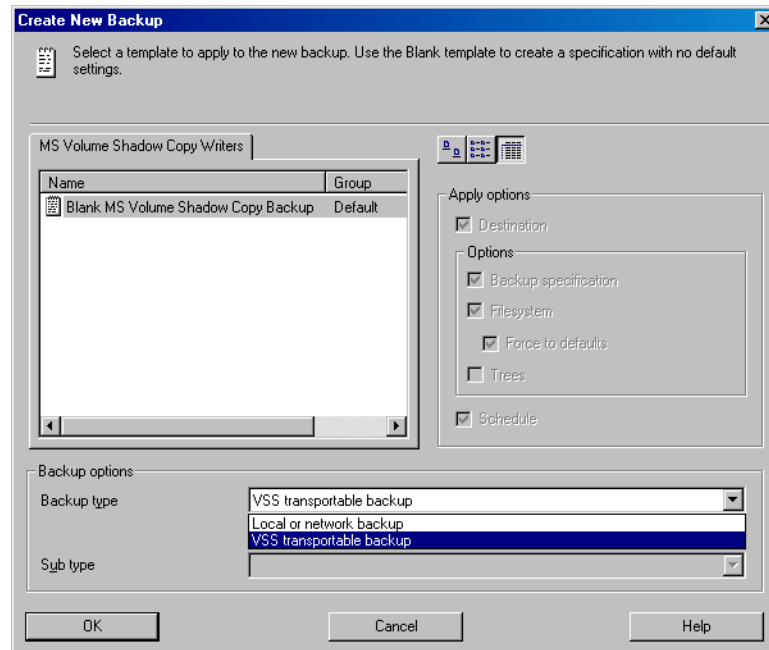 Create New Backup
Select a template to apply to the new backup. Use the Blank template to create a specification with no default
settings.
MS Volume Shadow Copy Writers
Name Group
Blank MS Volume Shadow Copy Backup Default
Apply options
Destination
Options
Backup specification
Filesystem
Force to defaults
Trees
Schedule
Backup options
Backup type VSS transportable backup
Local or network backup
VSS transportable backup
Sub type
OK Cancel Help